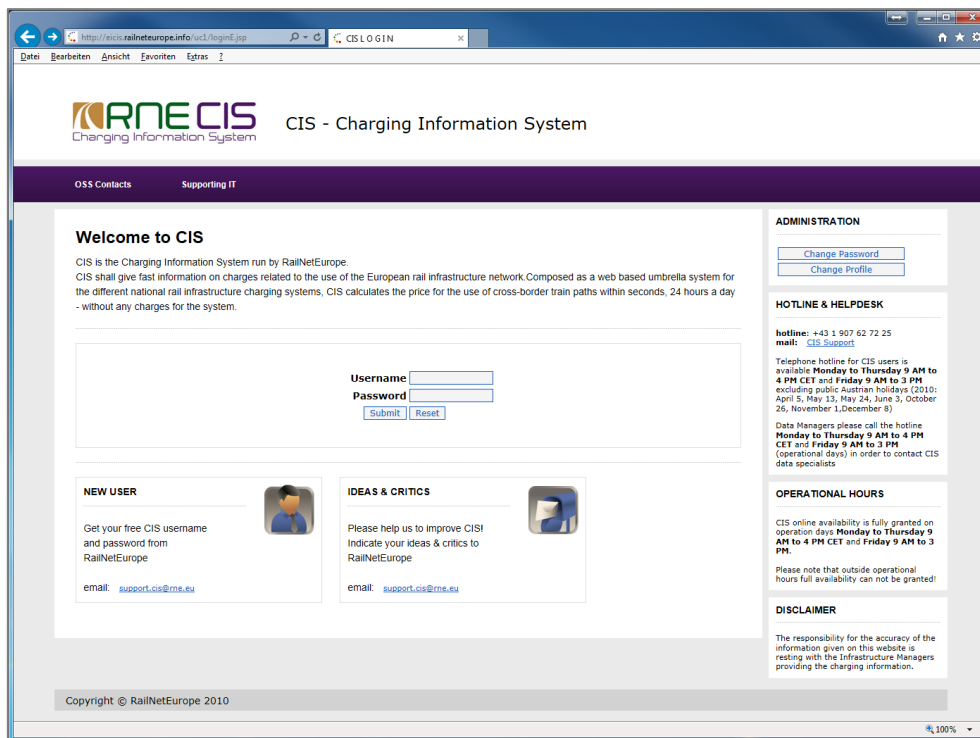 http://eicis.railneteurope.info/uc1/loginE.jsp
CIS L O G I N
Datei Bearbeiten Ansicht Favoriten Extras ?
RNE CIS
Charging Information System
CIS - Charging Information System
OSS Contacts
Supporting IT
Welcome to CIS
CIS is the Charging Information System run by RailNetEurope.
CIS shall give fast information on charges related to the use of the European rail infrastructure network.Composed as a web based umbrella system for
the different national rail infrastructure charging systems, CIS calculates the price for the use of cross-border train paths within seconds, 24 hours a day
- without any charges for the system.
Username
Password
Submit Reset
NEW USER
Get your free CIS username
and password from
RailNetEurope
email: support.cis@rne.eu
IDEAS & CRITICS
Please help us to improve CIS!
Indicate your ideas & critics to
RailNetEurope
email: support.cis@rne.eu
ADMINISTRATION
Change Password
Change Profile
HOTLINE & HELPDESK
hotline: +43 1 907 62 72 25
mail: CIS Support
Telephone hotline for CIS users is
available Monday to Thursday 9 AM to
4 PM CET and Friday 9 AM to 3 PM
excluding public Austrian holidays (2010:
April 5, May 13, May 24, June 3, October
26, November 1,December 8)
Data Managers please call the hotline
Monday to Thursday 9 AM to 4 PM
CET and Friday 9 AM to 3 PM
(operational days) in order to contact CIS
data specialists
OPERATIONAL HOURS
CIS online availability is fully granted on
operation days Monday to Thursday 9
AM to 4 PM CET and Friday 9 AM to 3
PM.
Please note that outside operational
hours full availability can not be granted!
DISCLAIMER
The responsibility for the accuracy of the
information given on this website is
resting with the Infrastructure Managers
providing the charging information.
Copyright © RailNetEurope 2010
100%